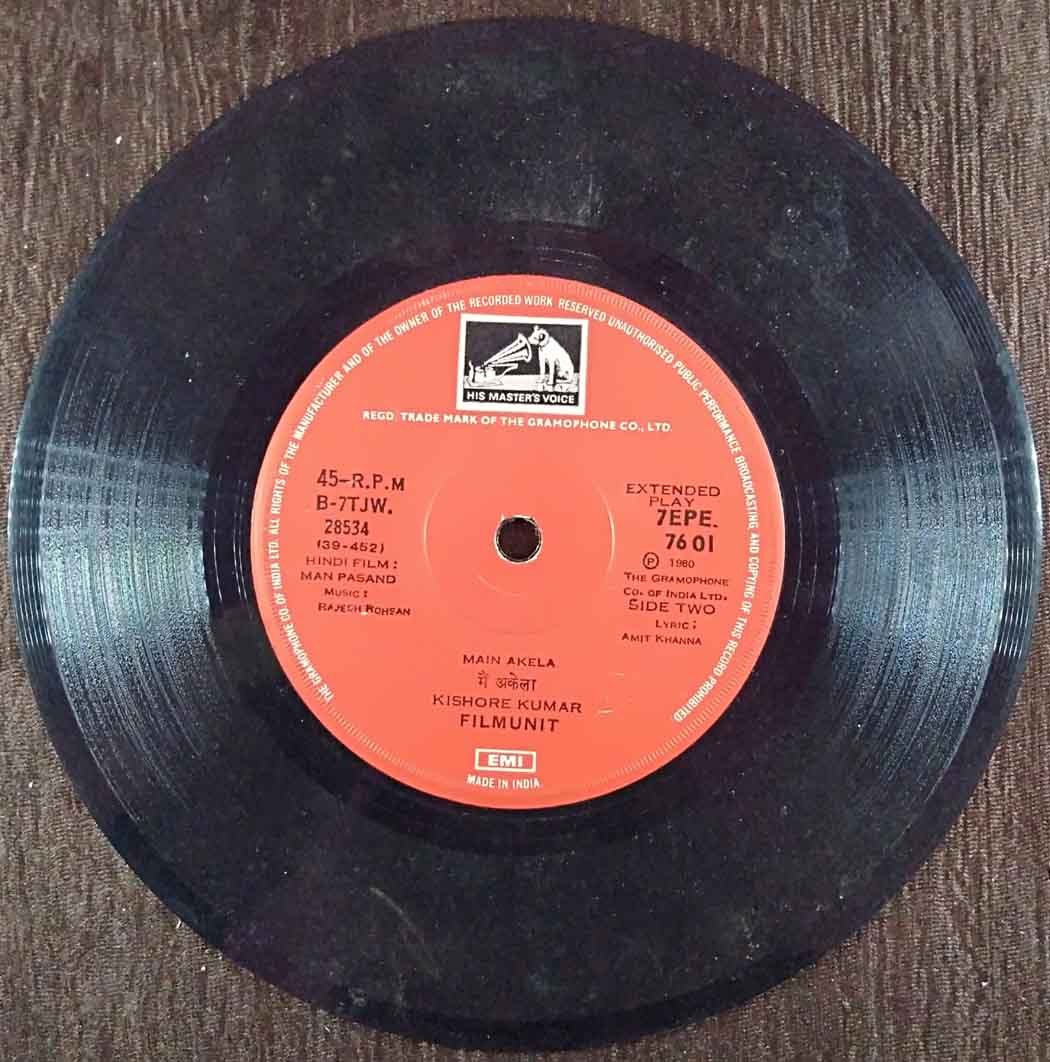 THE GRAMOPHONE CO. OF INDIA LTD. ALL RIGHTS OF THE MANUFACTURER AND OF THE OWNER OF THE RECORDED WORK RESERVED UNAUTHORISED PUBLIC PERFORMANCE BROADCASTING AND COPYING OF THIS RECORD PROHIBITED.
HIS MASTER'S VOICE
REGD. TRADE MARK OF THE GRAMOPHONE CO., LTD.
45-R.P.M
B-7TJW.
28534
(39-452)
HINDI FILM :
MAN PASAND
MUSIC :
RAJESH ROHSAN
EXTENDED
PLAY
7EPE.
7601
Ⓟ 1980
THE GRAMOPHONE
CO. OF INDIA LTD.
SIDE TWO
LYRIC :
AMIT KHANNA
MAIN AKELA
मैं अकेला
KISHORE KUMAR
FILMUNIT
EMI
MADE IN INDIA.